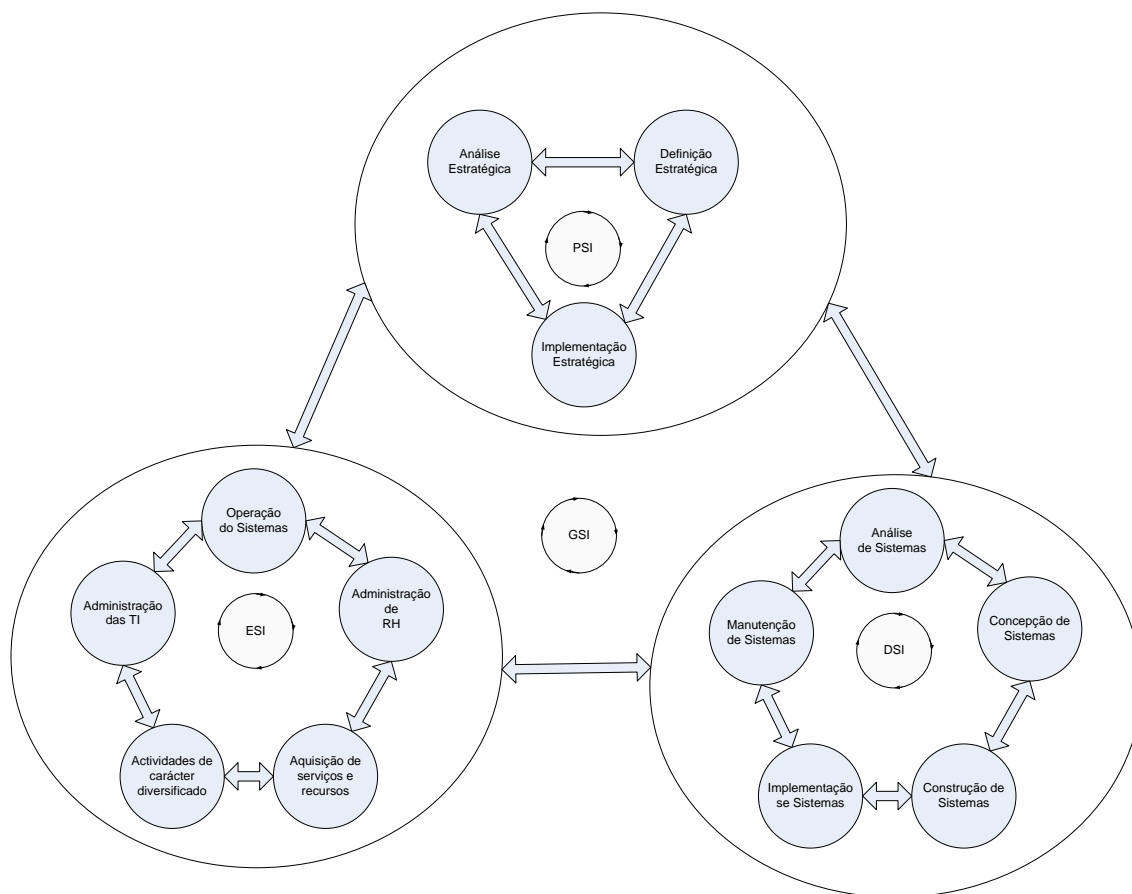 Análise
Estratégica
Definição
Estratégica
PSI
Implementação
Estratégica
GSI
Operação
do Sistemas
Administração
das TI
Administração
de
RH
ESI
Actividades de
carácter
diversificado
Aquisição de
serviços e
recursos
Análise
de Sistemas
Manutenção
de Sistemas
Concepção de
Sistemas
DSI
Implementação
se Sistemas
Construção de
Sistemas